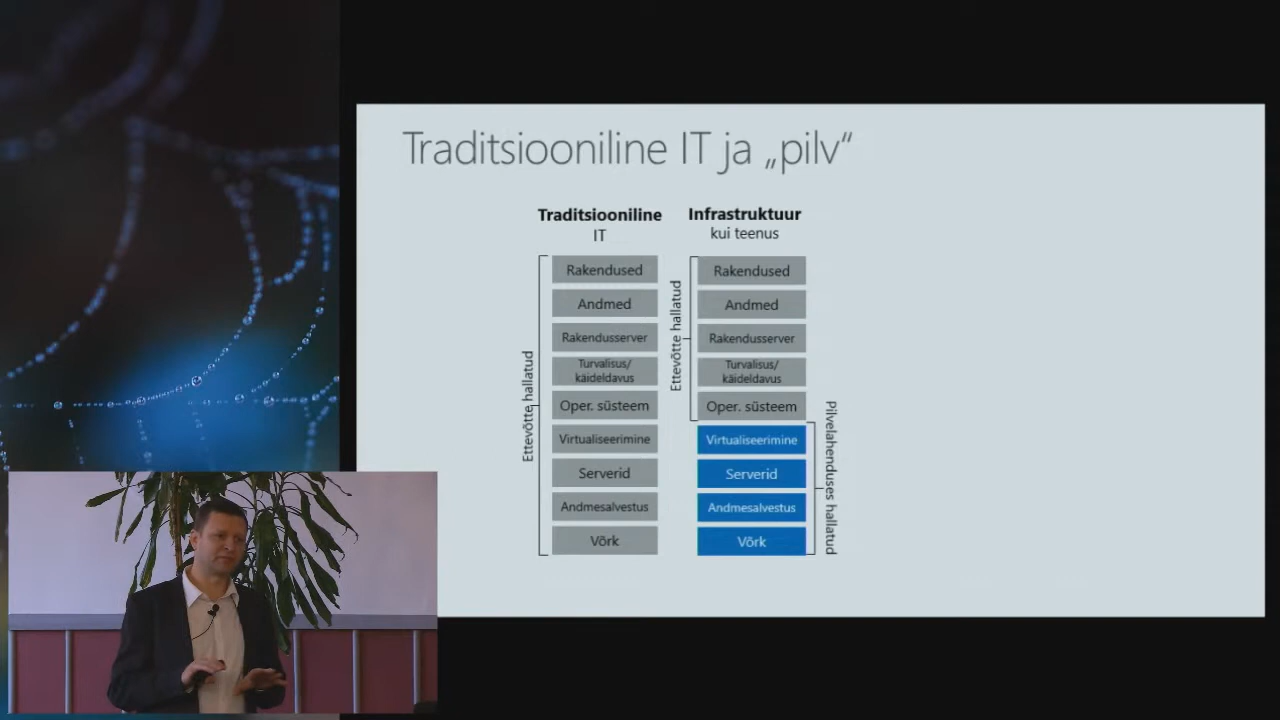 Traditsiooniline IT ja „pilv“
Traditsiooniline
IT
Ettevõtte hallatud
Rakendused
Andmed
Rakendusserver
Turvalisus/
käideldavus
Oper. süsteem
Virtualiseerimine
Serverid
Andmesalvestus
Võrk
Infrastruktuur
kui teenus
Ettevõtte hallatud
Rakendused
Andmed
Rakendusserver
Turvalisus/
käideldavus
Oper. süsteem
Virtualiseerimine
Serverid
Andmesalvestus
Võrk
Pilvelahenduses hallatud